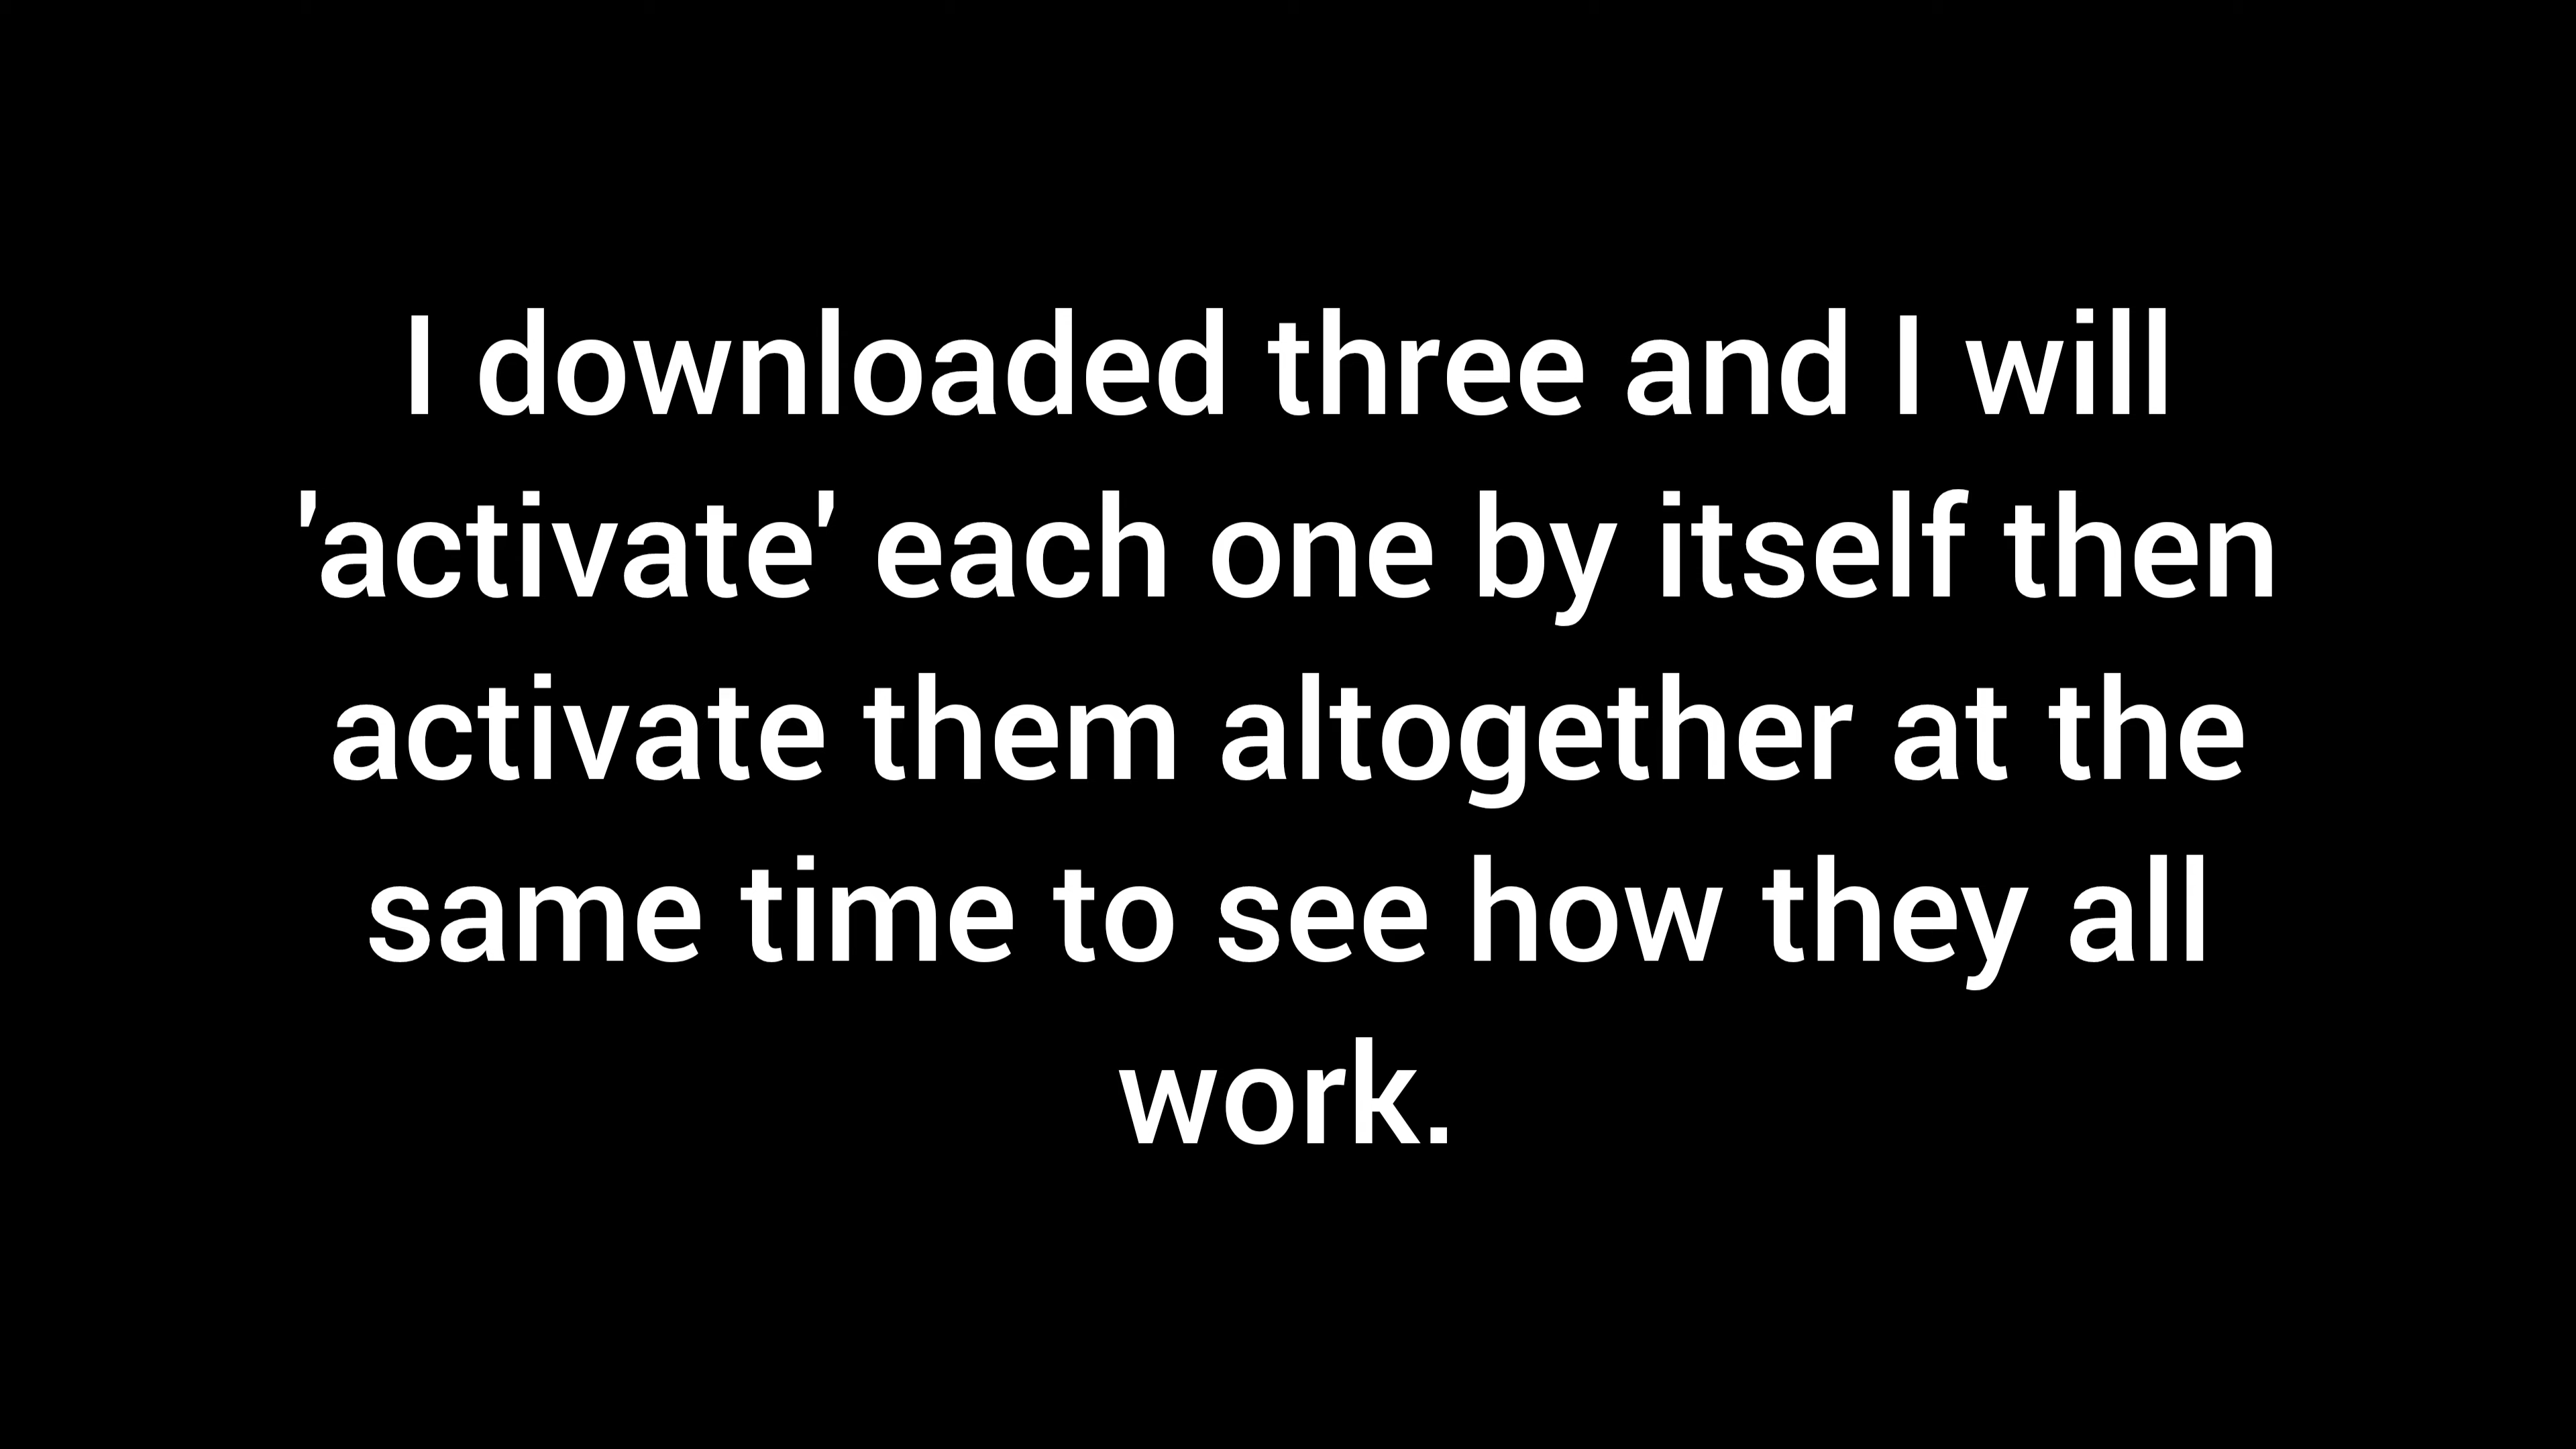 I downloaded three and I will
'activate' each one by itself then
activate them altogether at the
same time to see how they all
work.